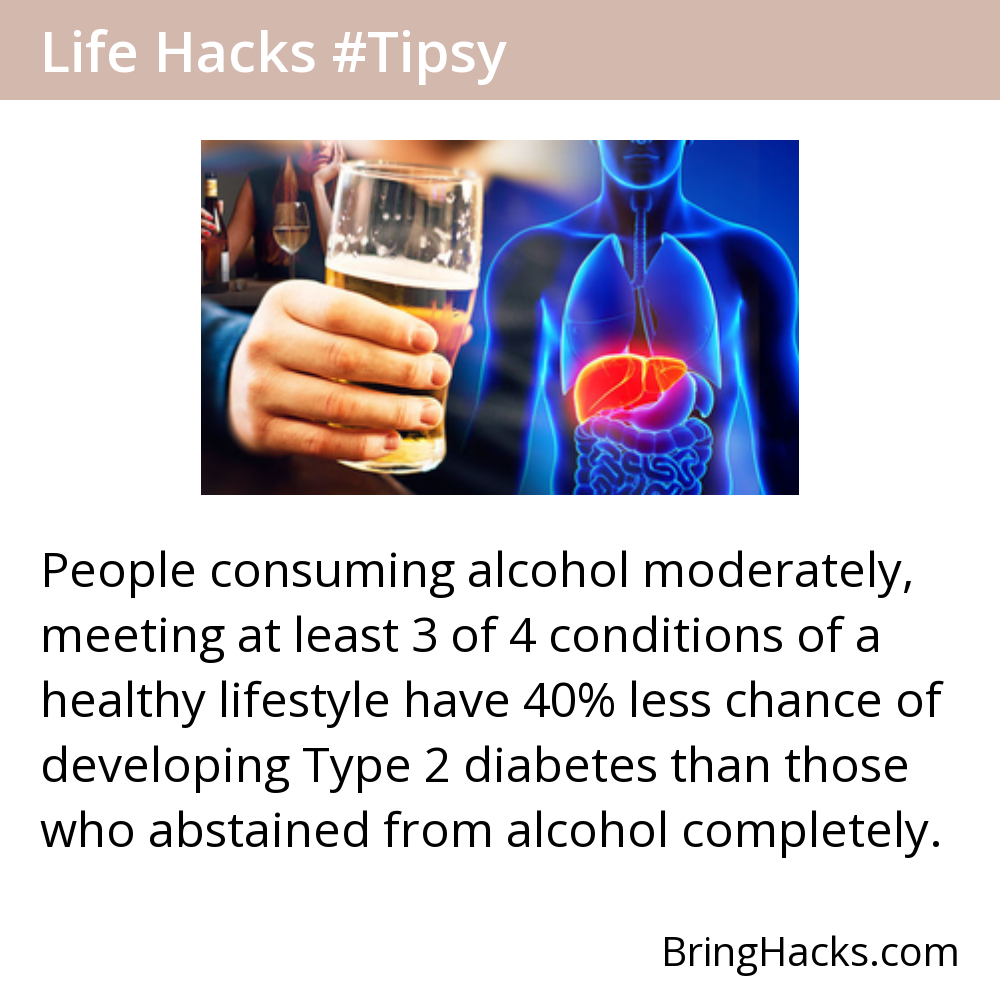 Life Hacks #Tipsy
People consuming alcohol moderately,
meeting at least 3 of 4 conditions of a
healthy lifestyle have 40% less chance of
developing Type 2 diabetes than those
who abstained from alcohol completely.
BringHacks.com